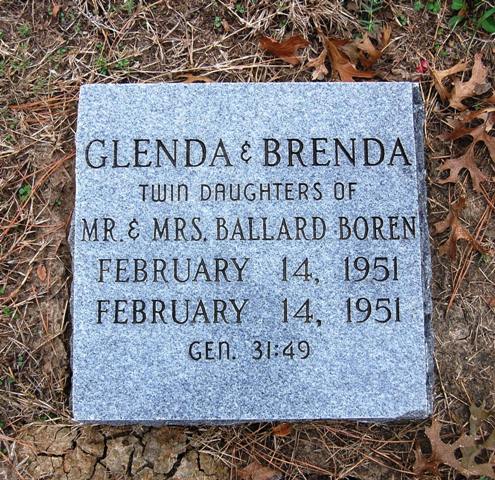 GLENDA & BRENDA
TWIN DAUGHTERS OF
MR. & MRS. BALLARD BOREN
FEBRUARY 14, 1951
FEBRUARY 14, 1951
GEN. 31:49